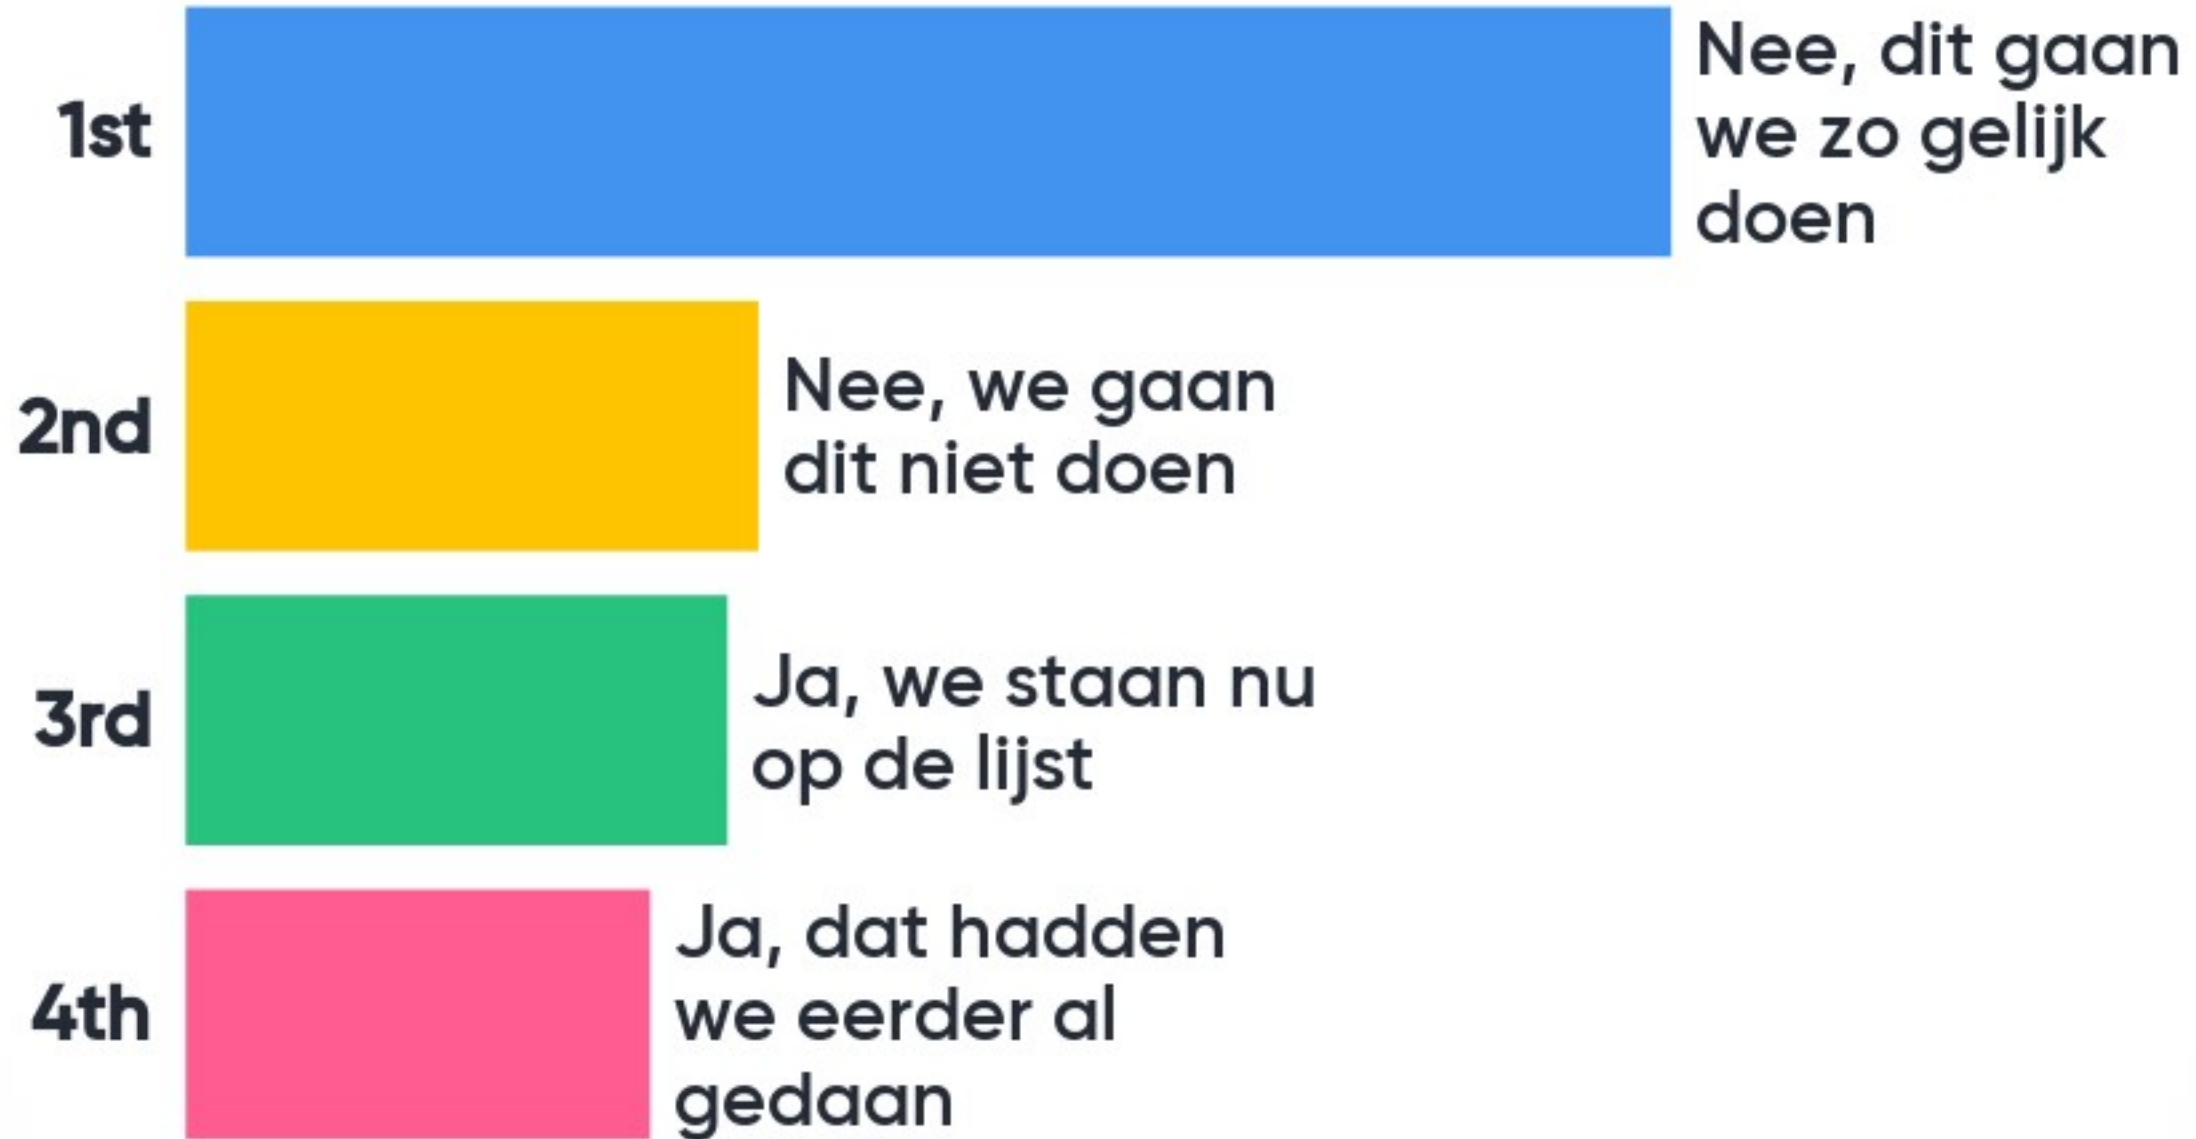 1st
Nee, dit gaan
we zo gelijk
doen
2nd
Nee, we gaan
dit niet doen
3rd
Ja, we staan nu
op de lijst
4th
Ja, dat hadden
we eerder al
gedaan